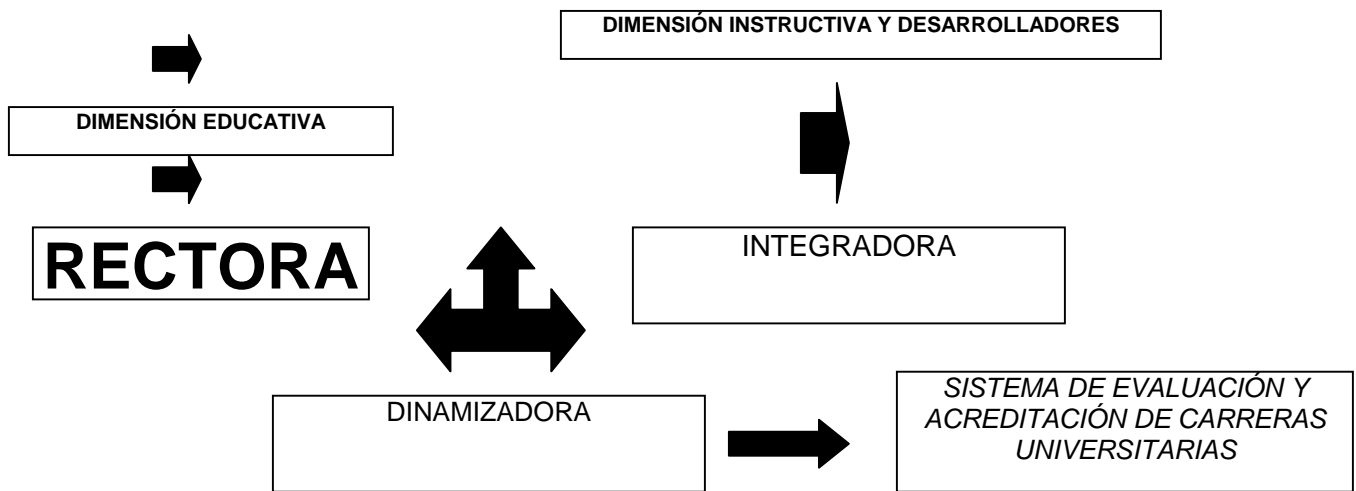 DIMENSIÓN INSTRUCTIVA Y DESARROLLADORES
DIMENSIÓN EDUCATIVA
RECTORA
INTEGRADORA
DINAMIZADORA
SISTEMA DE EVALUACIÓN Y
ACREDITACIÓN DE CARRERAS
UNIVERSITARIAS